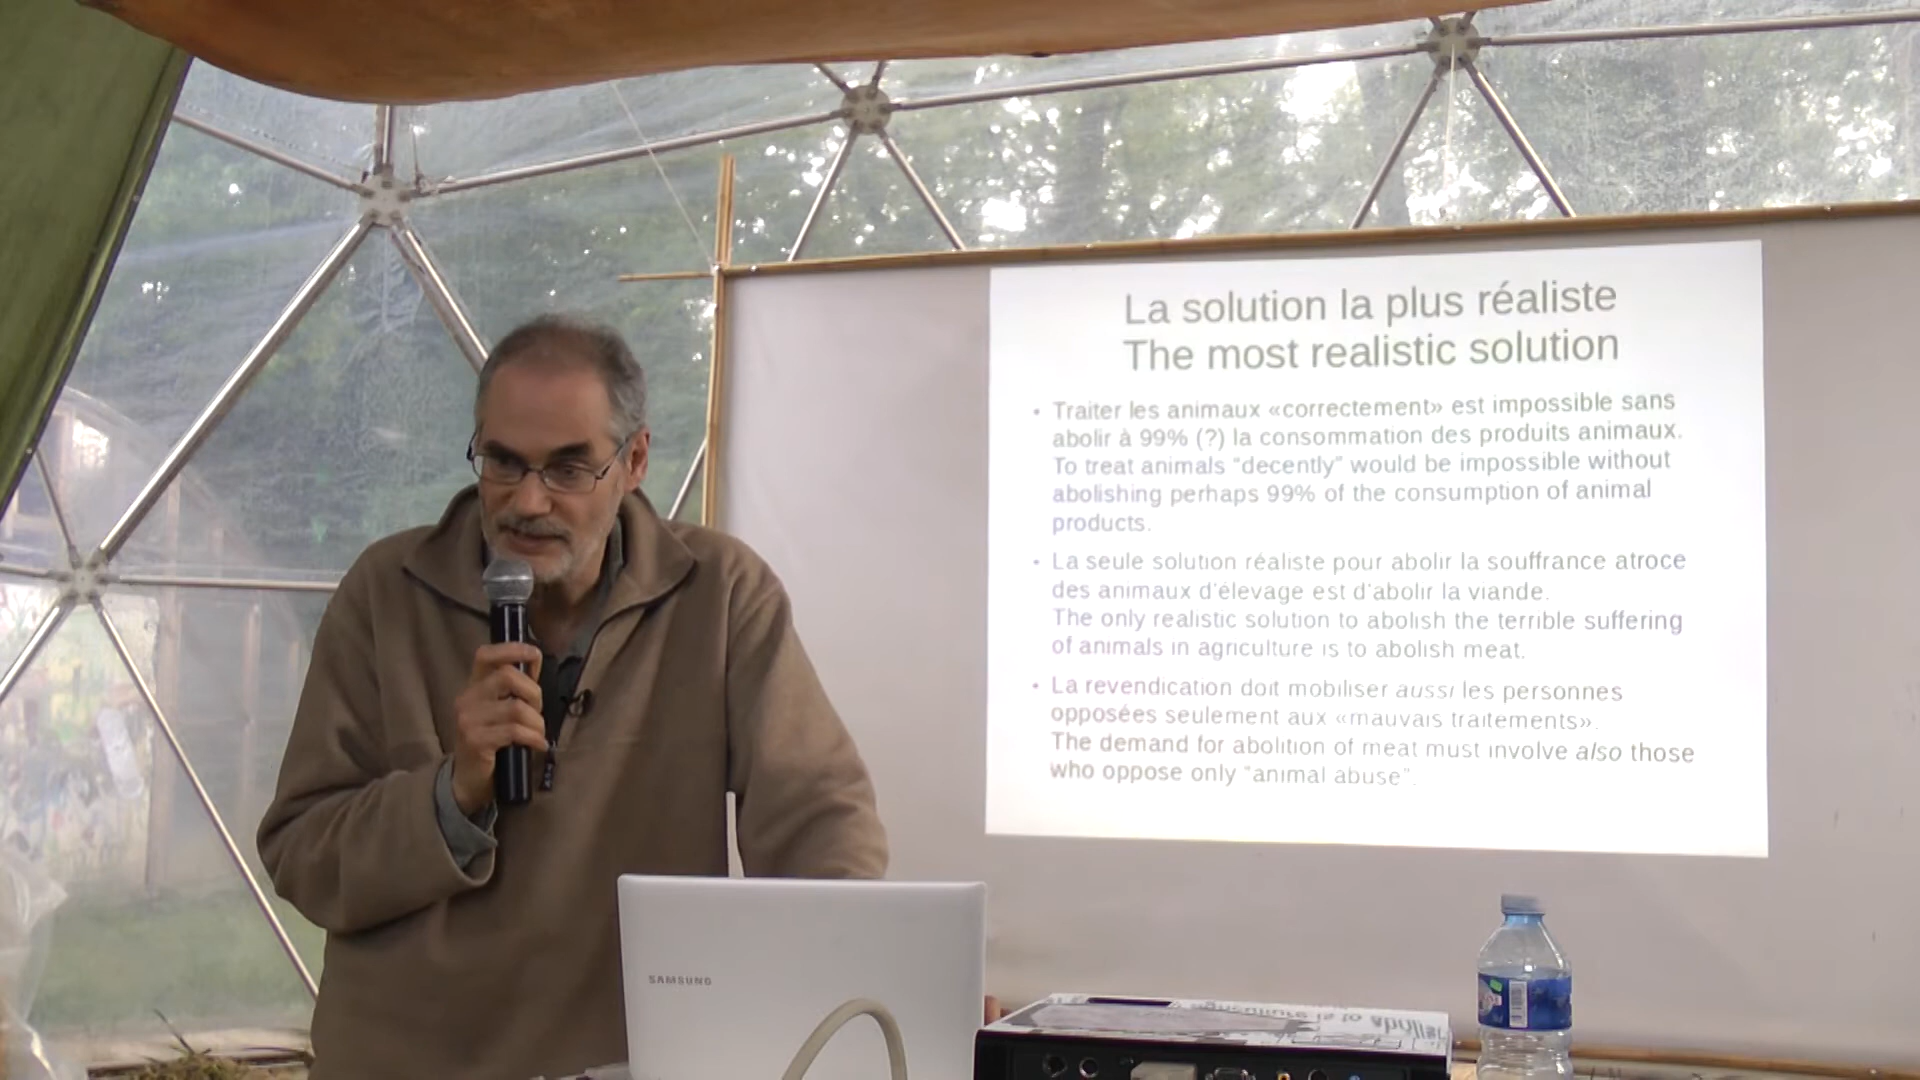 La solution la plus réaliste
The most realistic solution
• Traiter les animaux «correctement» est impossible sans
abolir à 99% (?) la consommation des produits animaux.
To treat animals "decently" would be impossible without
abolishing perhaps 99% of the consumption of animal
products.
• La seule solution réaliste pour abolir la souffrance atroce
des animaux d'élevage est d'abolir la viande.
The only realistic solution to abolish the terrible suffering
of animals in agriculture is to abolish meat.
• La revendication doit mobiliser aussi les personnes
opposées seulement aux «mauvais traitements».
The demand for abolition of meat must involve also those
who oppose only "animal abuse".
SAMSUNG
is to abolish